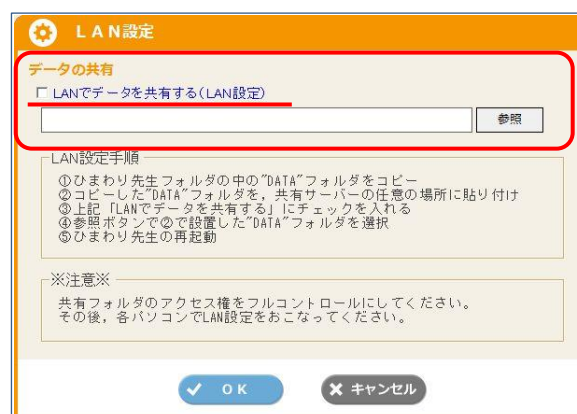 LAN設定
データの共有
LANでデータを共有する(LAN設定)
参照
LAN設定手順
①ひまわり先生フォルダの中の"DATA"フォルダをコピー
②コピーした"DATA"フォルダを，共有サーバーの任意の場所に貼り付け
③上記「LANでデータを共有する」にチェックを入れる
④参照ボタンで②で設置した"DATA"フォルダを選択
⑤ひまわり先生の再起動
※注意※
共有フォルダのアクセス権をフルコントロールにしてください。
その後，各パソコンでLAN設定をおこなってください。
OK キャンセル